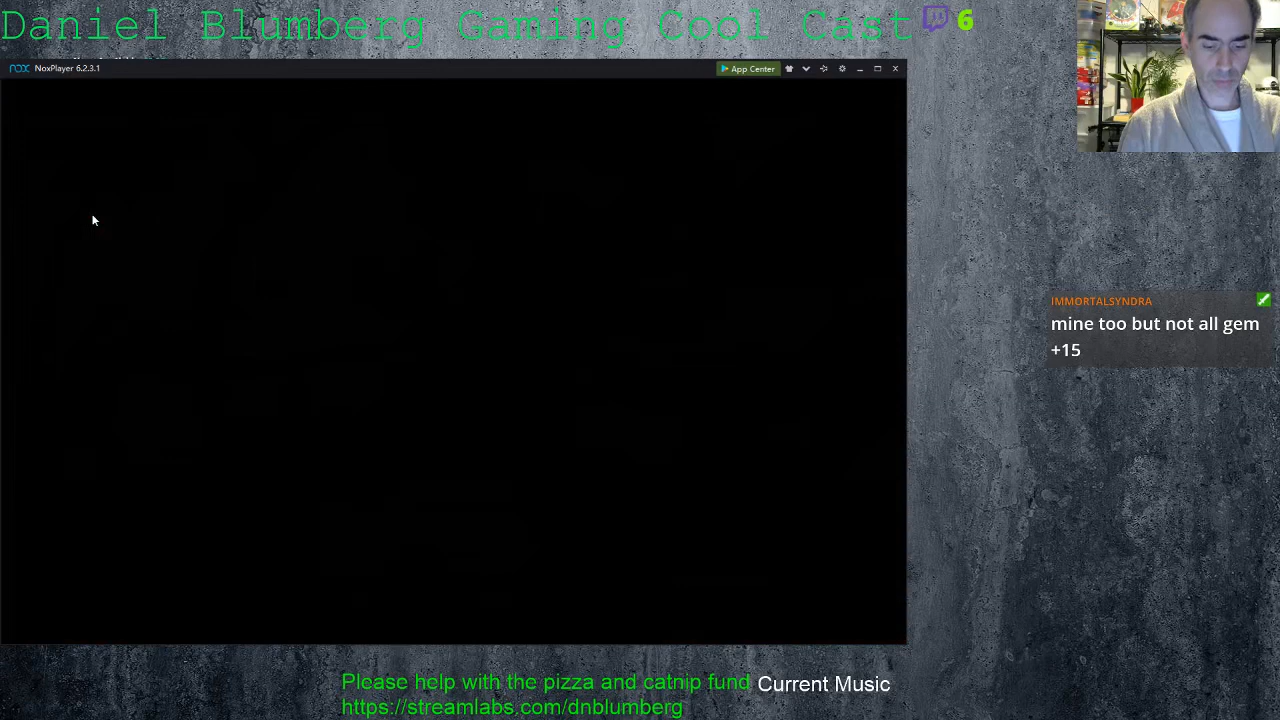 Daniel Blumberg Gaming Cool Cast 6
NoxPlayer 6.2.3.1
App Center
IMMORTALSYNDRA
mine too but not all gem
+15
Please help with the pizza and catnip fund
https://streamlabs.com/dnblumberg
Current Music